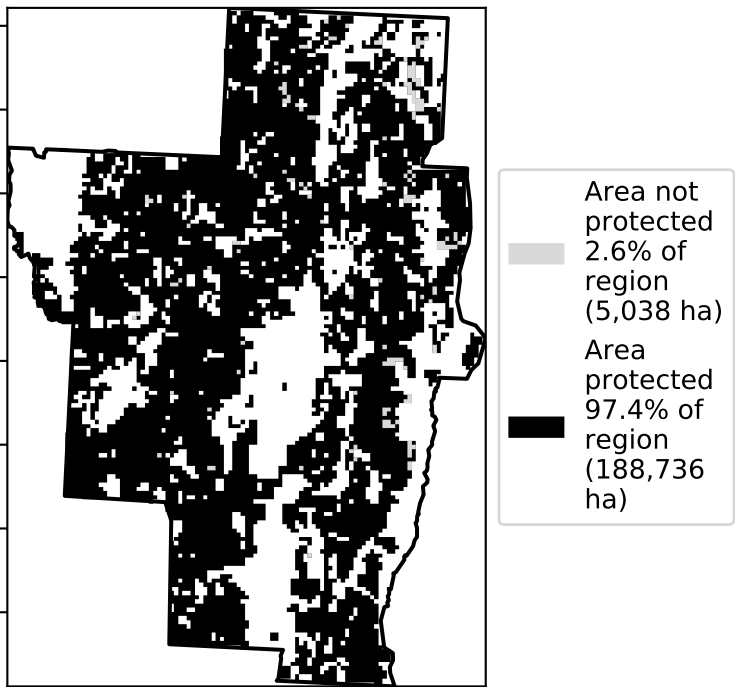 Area not
protected
2.6% of
region
(5,038 ha)
Area
protected
97.4% of
region
(188,736
ha)